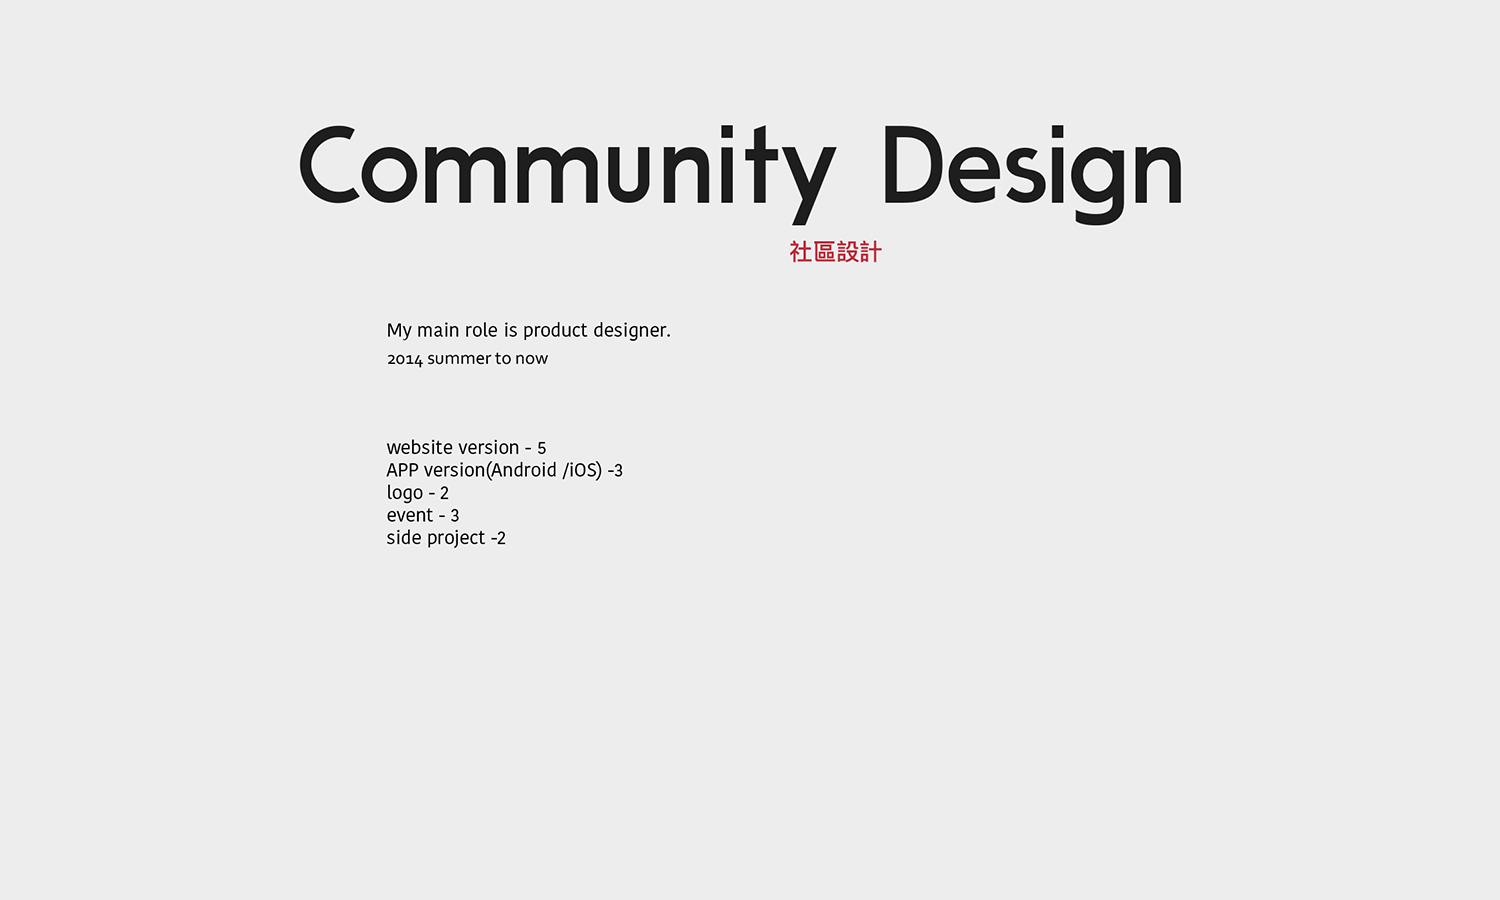 Community Design
社區設計
My main role is product designer.
2014 summer to now
website version - 5
APP version(Android /iOS) -3
logo - 2
event - 3
side project -2